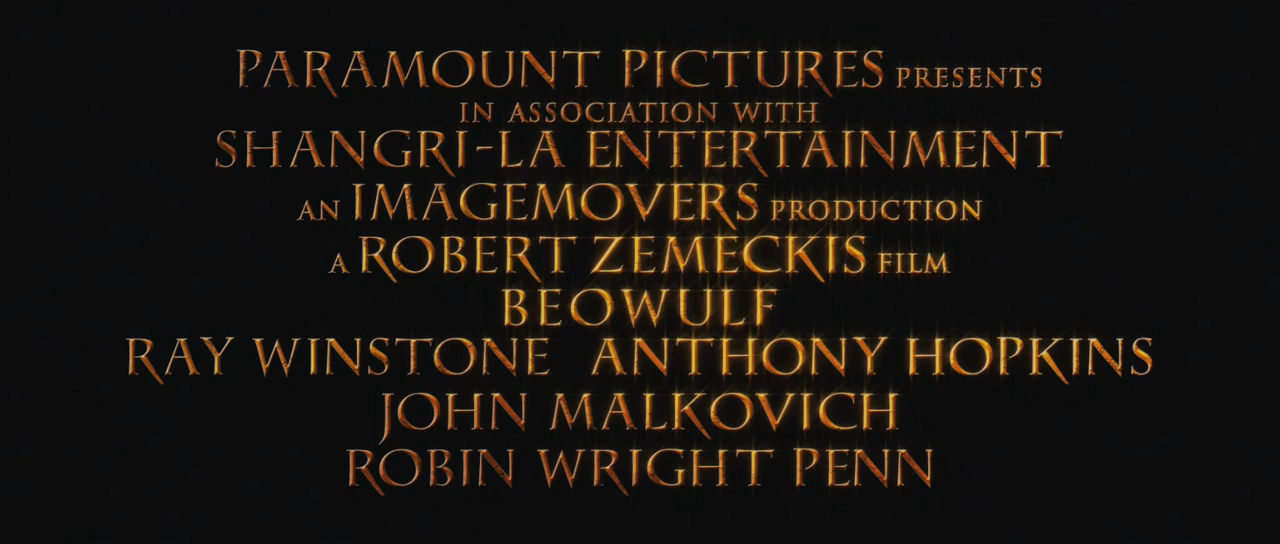 PARAMOUNT PICTURES PRESENTS
IN ASSOCIATION WITH
SHANGRI-LA ENTERTAINMENT
AN IMAGEMOVERS PRODUCTION
A ROBERT ZEMECKIS FILM
BEOWULF
RAY WINSTONE ANTHONY HOPKINS
JOHN MALKOVICH
ROBIN WRIGHT PENN